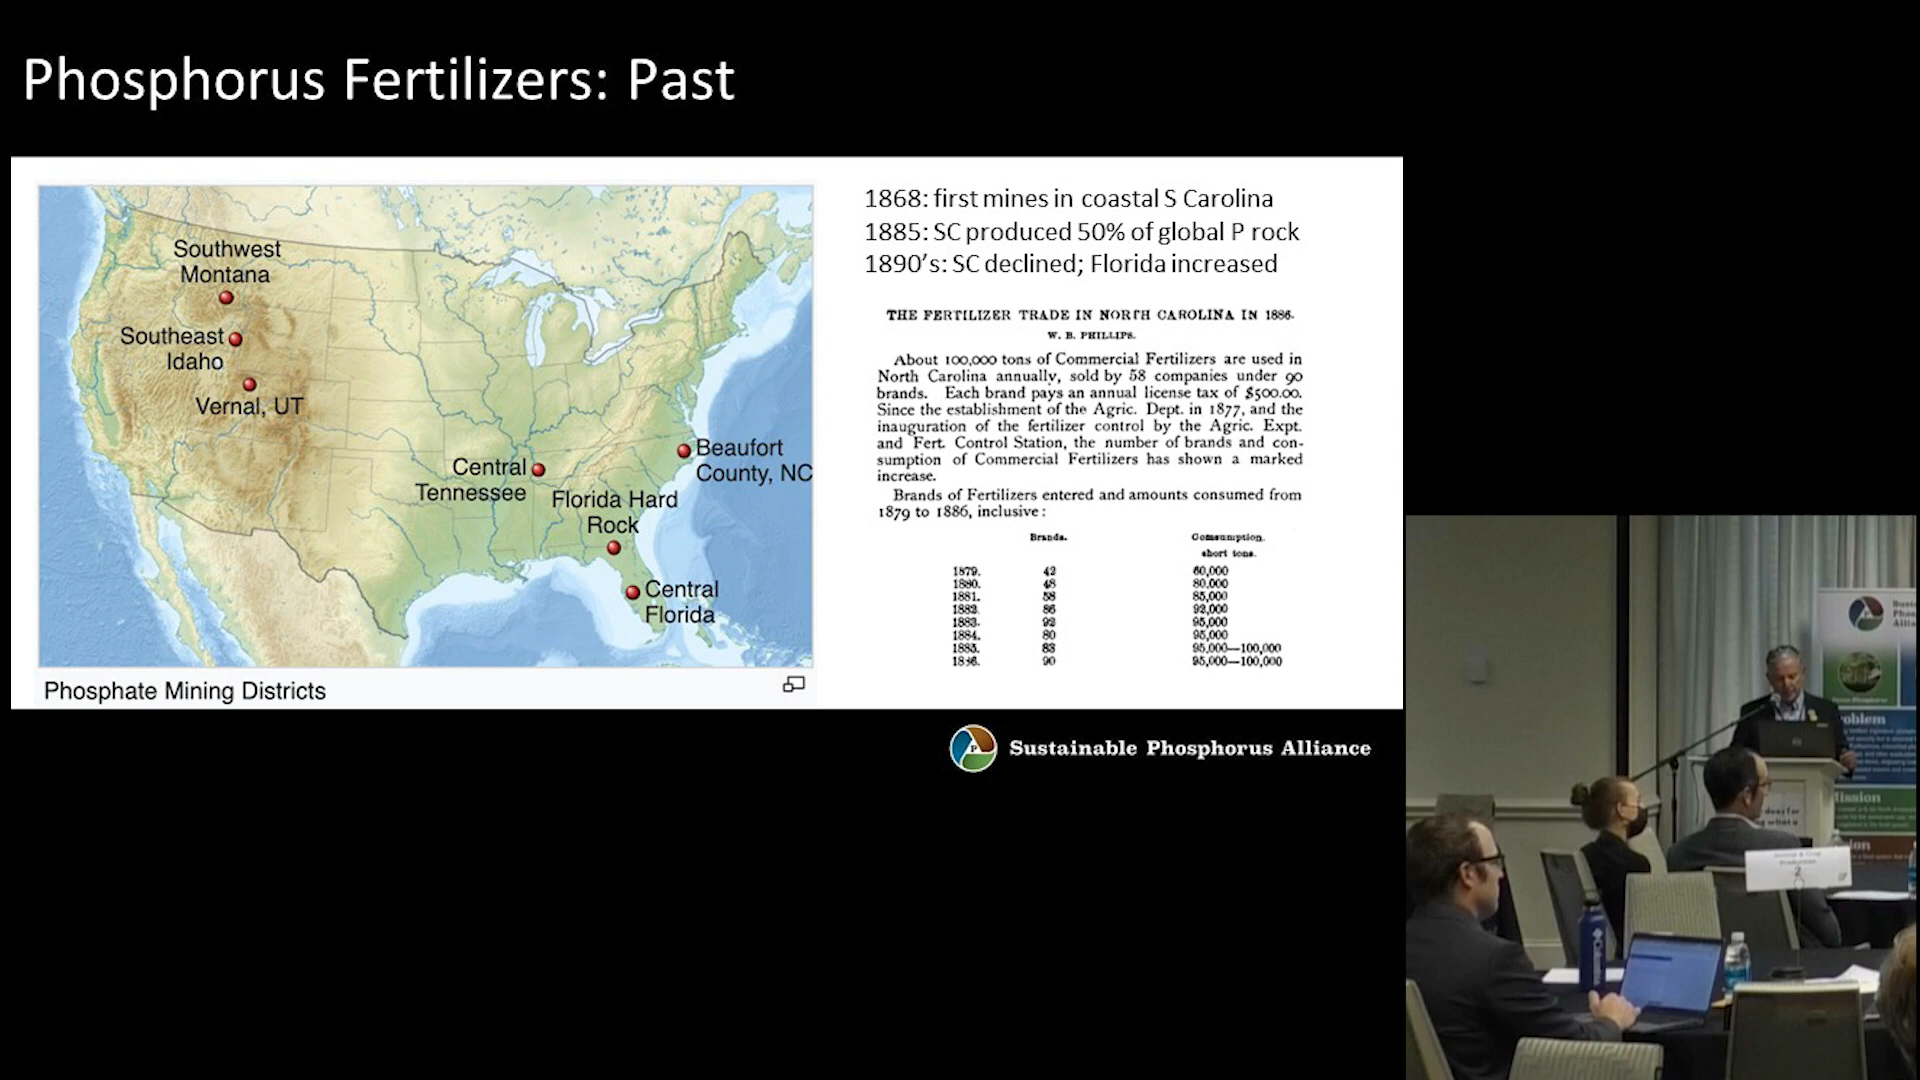 Phosphorus Fertilizers: Past
Southwest
Montana
Southeast
Idaho
Vernal, UT
Central
Tennessee
Beaufort
County, NC
Florida Hard
Rock
Central
Florida
Phosphate Mining Districts
1868: first mines in coastal S Carolina
1885: SC produced 50% of global P rock
1890's: SC declined; Florida increased
THE FERTILIZER TRADE IN NORTH CAROLINA IN 1886.
W. B. PHILLIPS.
About 100,000 tons of Commercial Fertilizers are used in
North Carolina annually, sold by 58 companies under 90
brands. Each brand pays an annual license tax of $500.00.
Since the establishment of the Agric. Dept. in 1877, and the
inauguration of the fertilizer control by the Agric. Expt.
and Fert. Control Station, the number of brands and con-
sumption of Commercial Fertilizers has shown a marked
increase.
Brands of Fertilizers entered and amounts consumed from
1879 to 1886, inclusive:
Brands. Consumption.
short tons.
1879. 42 60,000
1880. 48 80,000
1881. 58 85,000
1882. 86 92,000
1883. 92 95,000
1884. 80 95,000
1885. 83 95,000—100,000
1886. 90 95,000—100,000
P Sustainable Phosphorus Alliance
oblem
Mission
2
Columbia